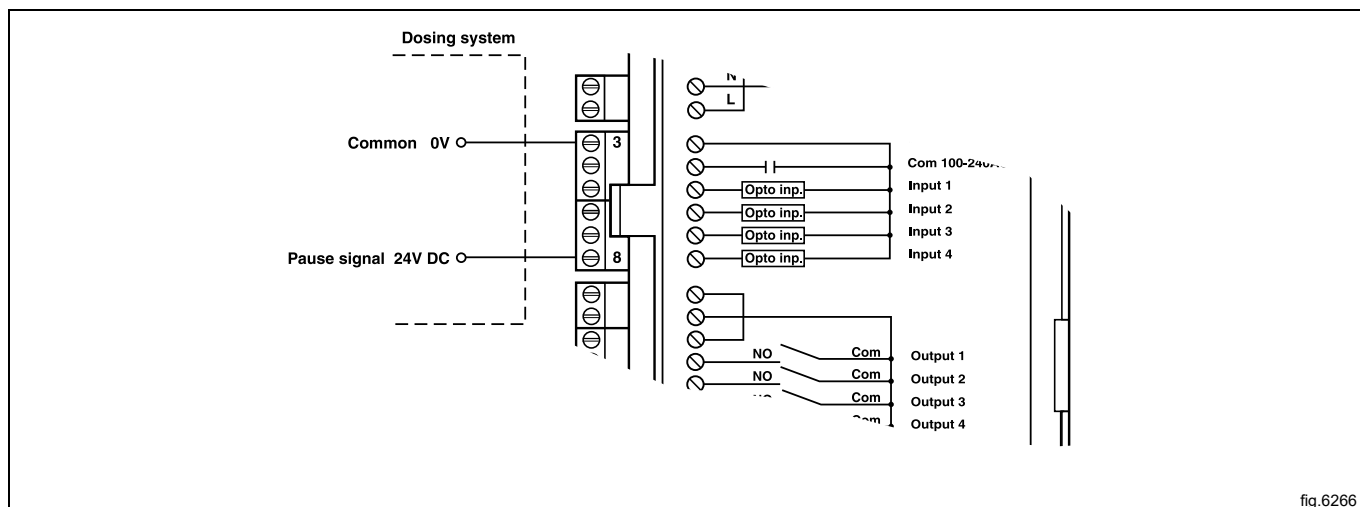 Dosing system
L
Common 0V
3
Com
Opto inp. Input 1
Opto inp. Input 2
Opto inp. Input 3
Opto inp. Input 4
Pause signal 24V DC
8
NO Com Output 1
NO Com Output 2
Com Output 3
Output 4
fig.6266